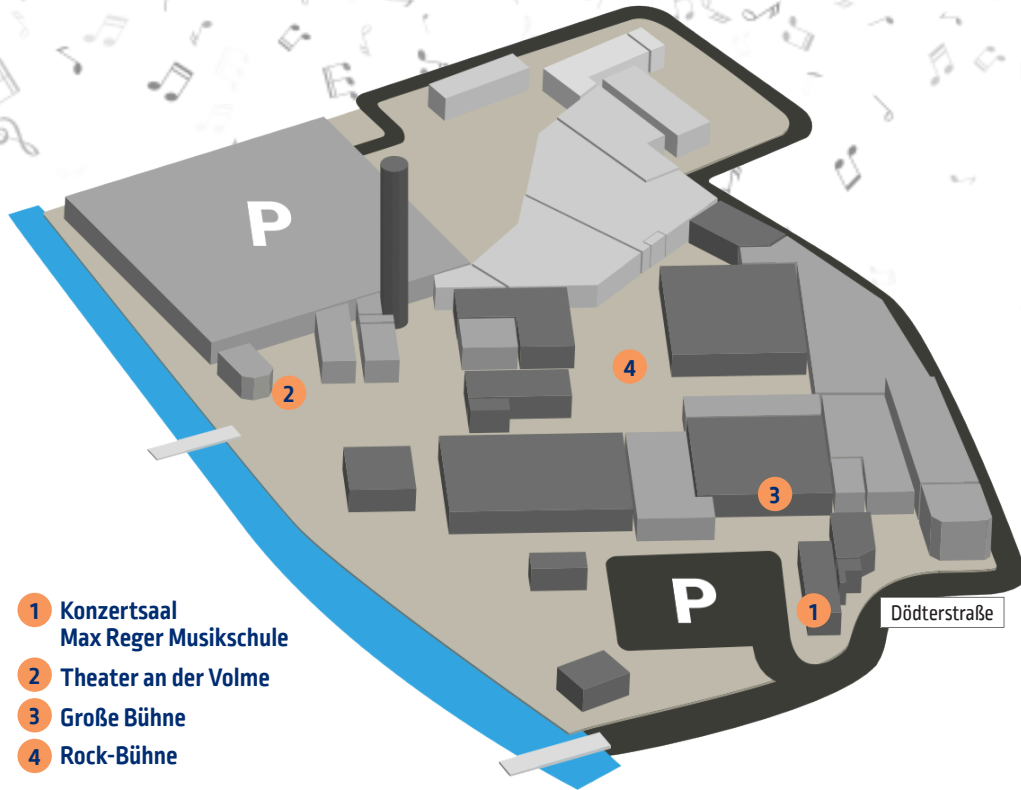 P
2
4
3
P
1
Dödterstraße
1 Konzertsaal
Max Reger Musikschule
2 Theater an der Volme
3 Große Bühne
4 Rock-Bühne